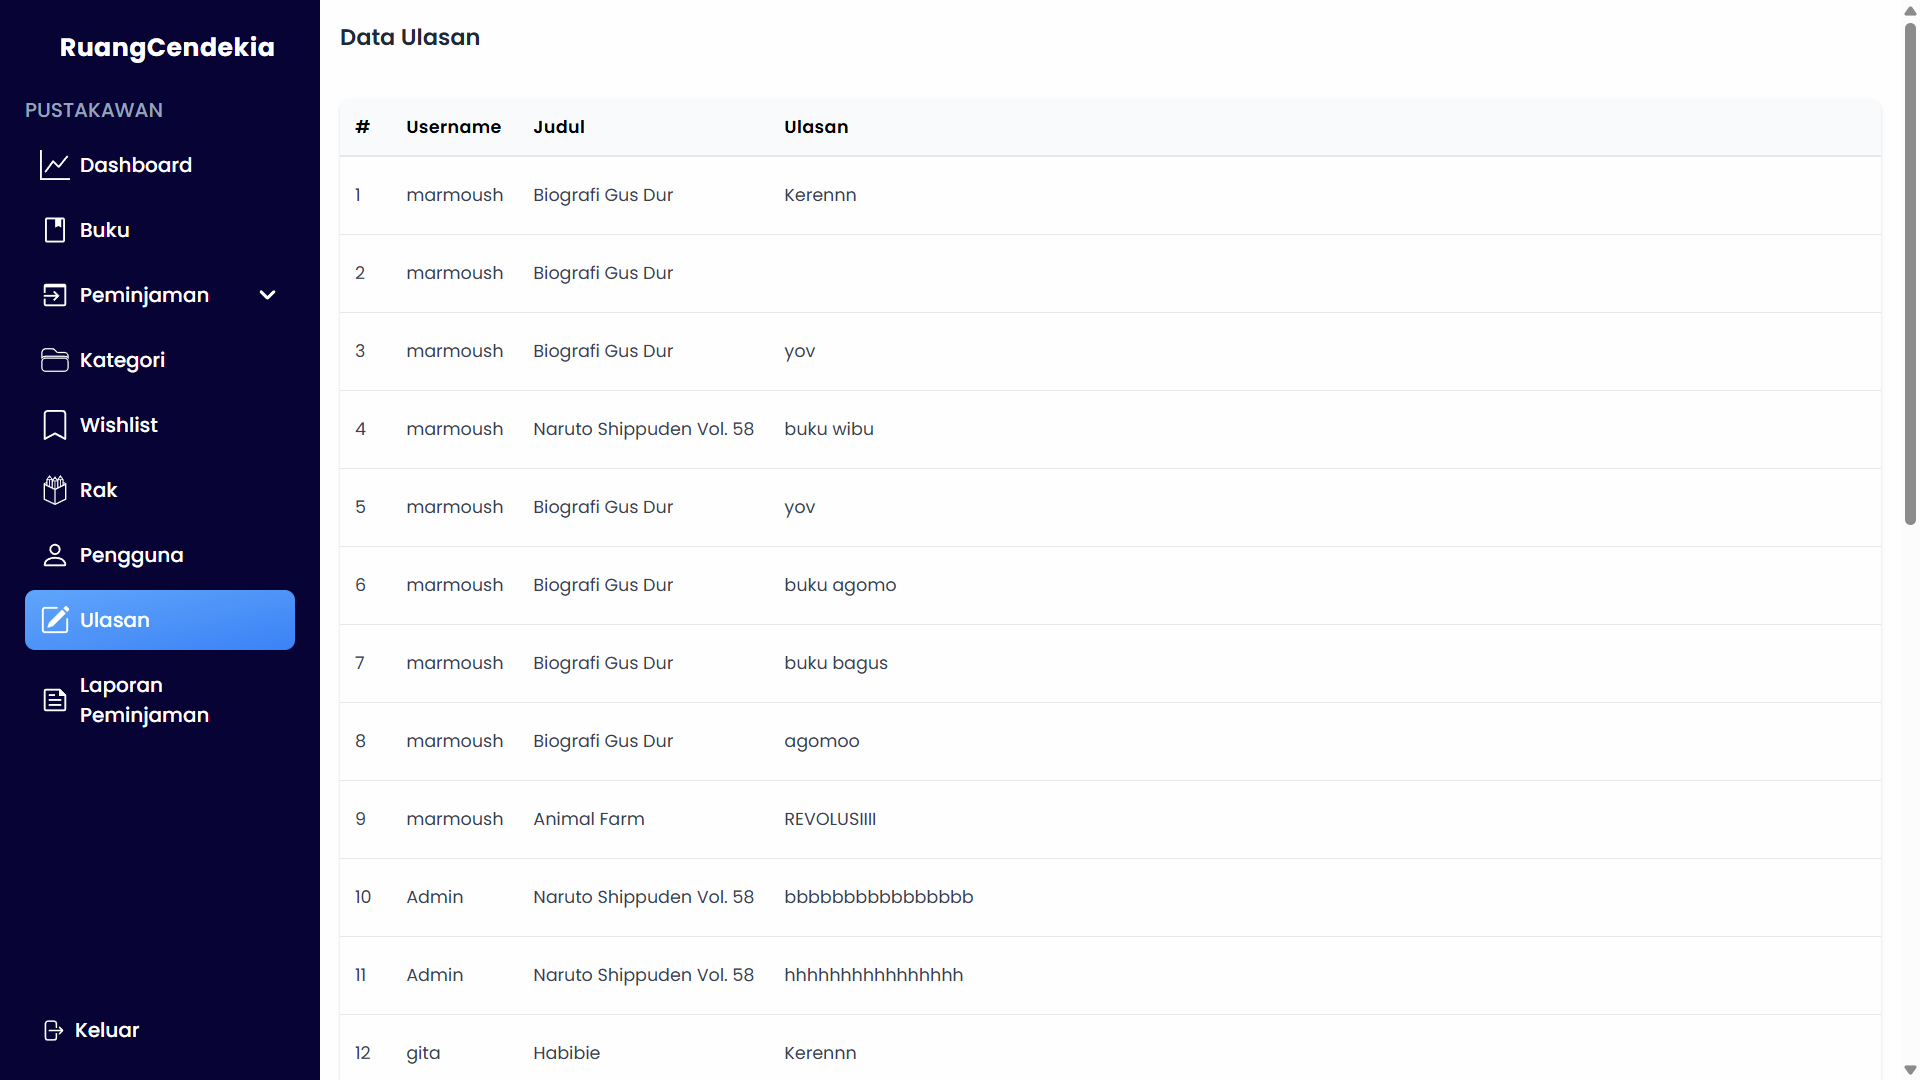 RuangCendekia
PUSTAKAWAN
Dashboard
Buku
Peminjaman
Kategori
Wishlist
Rak
Pengguna
Ulasan
Laporan
Peminjaman
Keluar
Data Ulasan
# Username Judul Ulasan
1 marmoush Biografi Gus Dur Kerennn
2 marmoush Biografi Gus Dur
3 marmoush Biografi Gus Dur yov
4 marmoush Naruto Shippuden Vol. 58 buku wibu
5 marmoush Biografi Gus Dur yov
6 marmoush Biografi Gus Dur buku agomo
7 marmoush Biografi Gus Dur buku bagus
8 marmoush Biografi Gus Dur agomoo
9 marmoush Animal Farm REVOLUSIIII
10 Admin Naruto Shippuden Vol. 58 bbbbbbbbbbbbbbbb
11 Admin Naruto Shippuden Vol. 58 hhhhhhhhhhhhhhhh
12 gita Habibie Kerennn